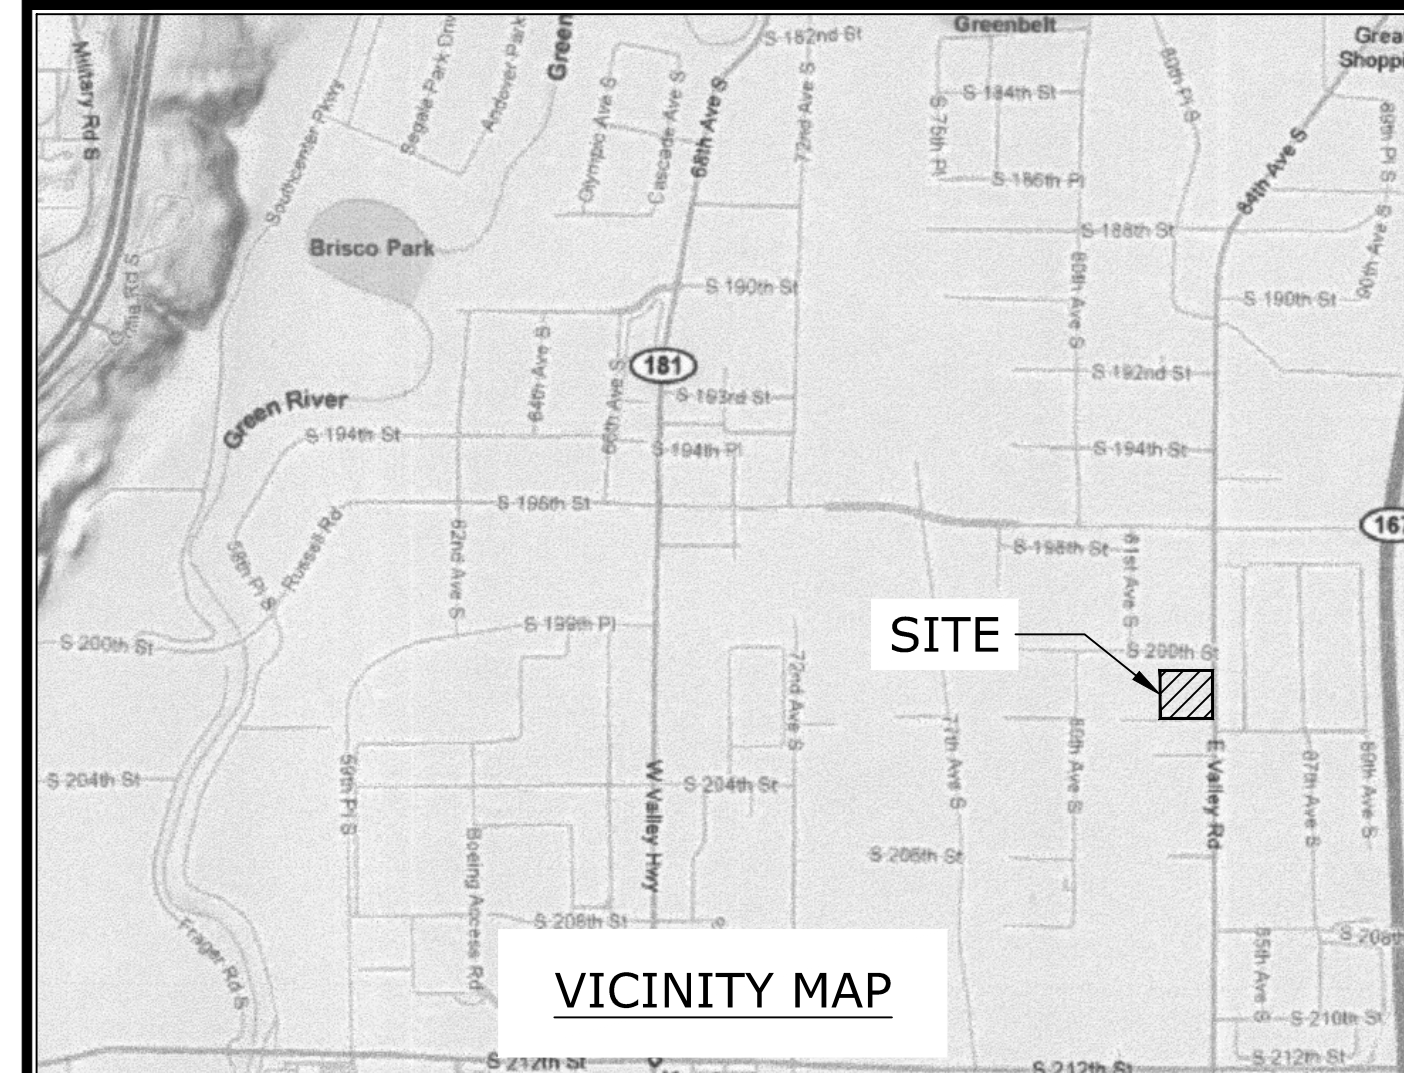 Greenbelt
S 182nd St
Grea
Shoppi
Military Rd S
Southcenter Pkwy
Segale Park Driv
Andover Park
Green
Olympic Ave S
Cascade Ave S
68th Ave S
72nd Ave S
S 75th Pl
S 184th St
80th Pl S
84th Ave S
89th Pl S
S 186th Pl
Brisco Park
S 188th St
90th Ave S
S 190th St
80th Ave S
S 190th St
64th Ave S
66th Ave S
181
S 192nd St
S 193rd St
Green River
S 194th St
S 194th Pl
S 194th St
S 196th St
Russell Rd
58th Pl S
62nd Ave S
167
S 198th St
81st Ave S
S 199th Pl
SITE
S 200th St
S 200th St
72nd Ave S
77th Ave S
80th Ave S
E Valley Rd
87th Ave S
89th Ave S
S 204th St
59th Pl S
W Valley Hwy
S 204th St
Boeing Access Rd
S 206th St
S 208th St
S 208th
Frager Rd S
85th Ave S
VICINITY MAP
S 210th St
S 212th St
S 212th St
S 212th St